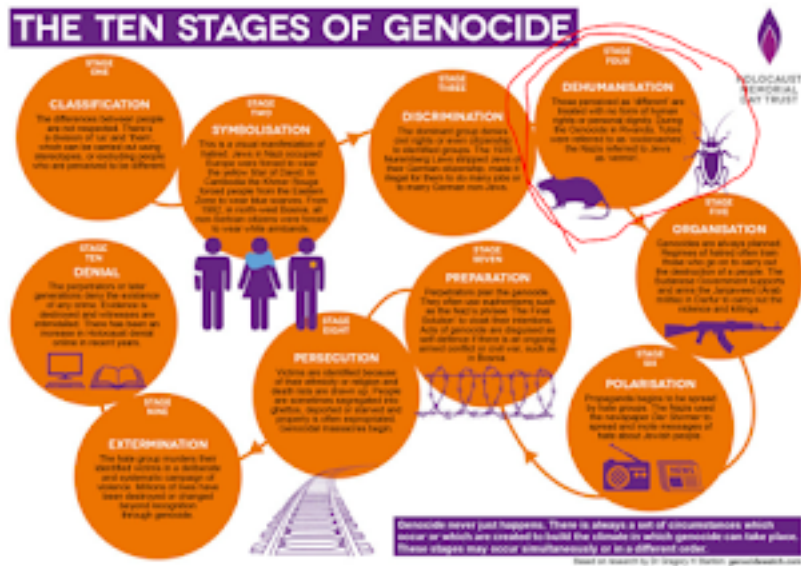 THE TEN STAGES OF GENOCIDE
HOLOCAUST
MEMORIAL
DAY TRUST
STAGE
ONE
CLASSIFICATION
The differences between people
are not respected. There's
a division of 'us' and 'them'
which can be carried out using
stereotypes, or excluding people
who are perceived to be different.
STAGE
TWO
SYMBOLISATION
This is a visual manifestation of
hatred. Jews in Nazi occupied
Europe were forced to wear
the yellow Star of David. In
Cambodia the Khmer Rouge
forced people from the Eastern
Zone to wear blue scarves. From
1992, in north-west Bosnia, all
non-Serbian citizens were forced
to wear white armbands.
STAGE
THREE
DISCRIMINATION
The dominant group denies
civil rights or even citizenship
to identified groups. The 1935
Nuremberg Laws stripped Jews of
their German citizenship, made it
illegal for them to do many jobs or
to marry German non-Jews.
STAGE
FOUR
DEHUMANISATION
Those perceived as 'different' are
treated with no form of human
rights or personal dignity. During
the Genocide in Rwanda, Tutsis
were referred to as 'cockroaches';
the Nazis referred to Jews
as 'vermin'.
STAGE
FIVE
ORGANISATION
Genocides are always planned.
Regimes of hatred often train
those who go on to carry out
the destruction of a people. The
Sudanese Government supports
and arms the Janjaweed (Arab
militia) in Darfur to carry out the
violence and killings.
STAGE
SIX
POLARISATION
Propaganda begins to be spread
by hate groups. The Nazis used
the newspaper Der Stürmer to
spread and incite messages of
hate about Jewish people.
NEWS
STAGE
SEVEN
PREPARATION
Perpetrators plan the genocide.
They often use euphemisms such
as the Nazis' phrase 'The Final
Solution' to cloak their intentions.
Acts of genocide are disguised as
self-defence if there is an ongoing
armed conflict or civil war, such as
in Bosnia.
STAGE
EIGHT
PERSECUTION
Victims are identified because
of their ethnicity or religion and
death lists are drawn up. People
are sometimes segregated into
ghettos, deported or starved and
property is often expropriated.
Genocidal massacres begin.
STAGE
NINE
EXTERMINATION
The hate group murders their
identified victims in a deliberate
and systematic campaign of
violence. Millions of lives have
been destroyed or changed
beyond recognition
through genocide.
STAGE
TEN
DENIAL
The perpetrators or later
generations deny the existence
of any crime. Evidence is
destroyed and witnesses are
intimidated. There has been an
increase in Holocaust denial
online in recent years.
Genocide never just happens. There is always a set of circumstances which
occur or which are created to build the climate in which genocide can take place.
These stages may occur simultaneously or in a different order.
Based on research by Dr Gregory H Stanton. genocidewatch.com